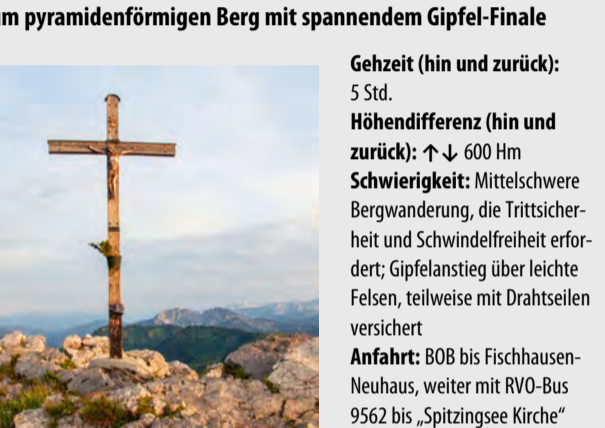 m pyramidenförmigen Berg mit spannendem Gipfel-Finale
Gehzeit (hin und
zurück):
5 Std.
Höhendifferenz (hin und
zurück): ↑↓ 600 Hm
Schwierigkeit: Mittelschwere
Bergwanderung, die Trittsicher-
heit und Schwindelfreiheit erfor-
dert; Gipfelanstieg über leichte
Felsen, teilweise mit Drahtseilen
versichert
Anfahrt: BOB bis Fischhausen-
Neuhaus, weiter mit RVO-Bus
9562 bis „Spitzingsee Kirche“